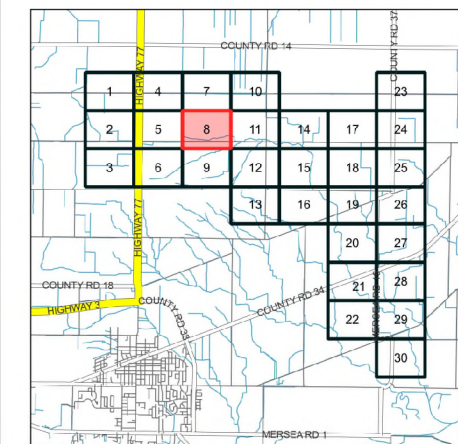 COUNTY RD 14
COUNTY RD 37
HIGHWAY 77
1 4 7 10 23
2 5 8 11 14 17 24
3 6 9 12 15 18 25
13 16 19 26
HIGHWAY 77
20 27
COUNTY RD 18
21 28
HIGHWAY 3
COUNTY RD 34
22 29
30
MERSEA RD 1